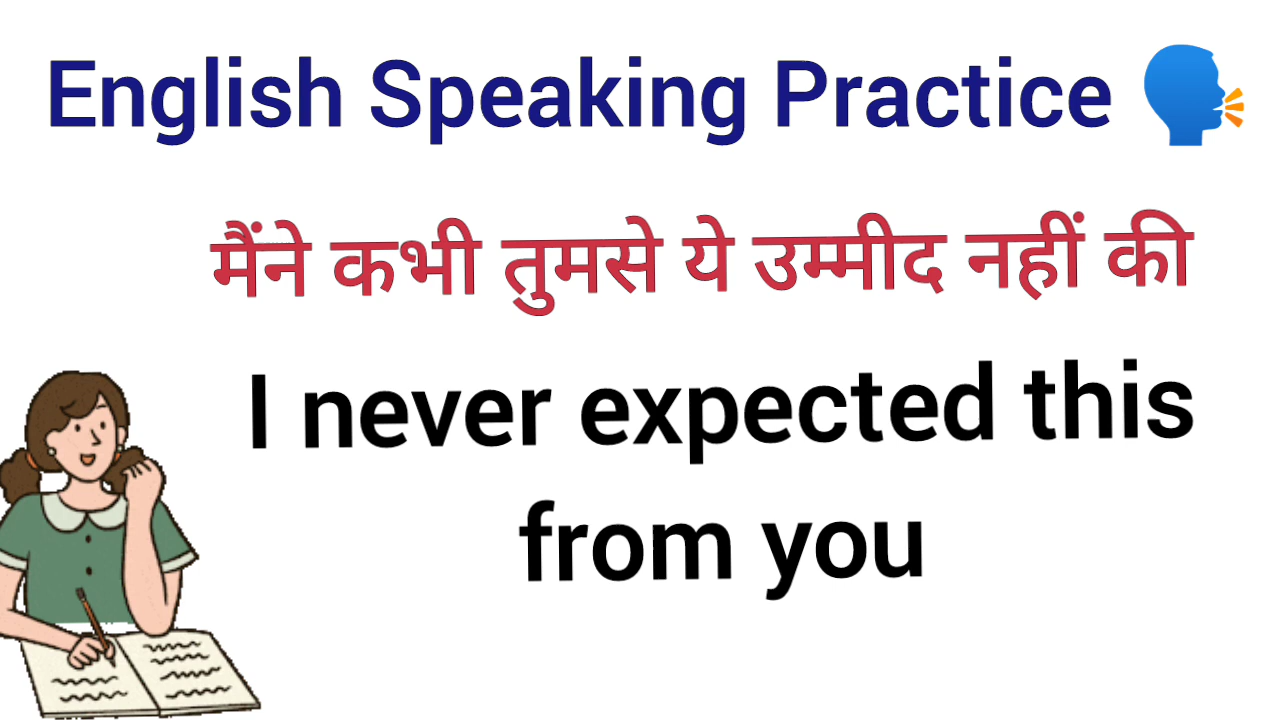 English Speaking Practice
मैंने कभी तुमसे ये उम्मीद नहीं की
I never expected this
from you